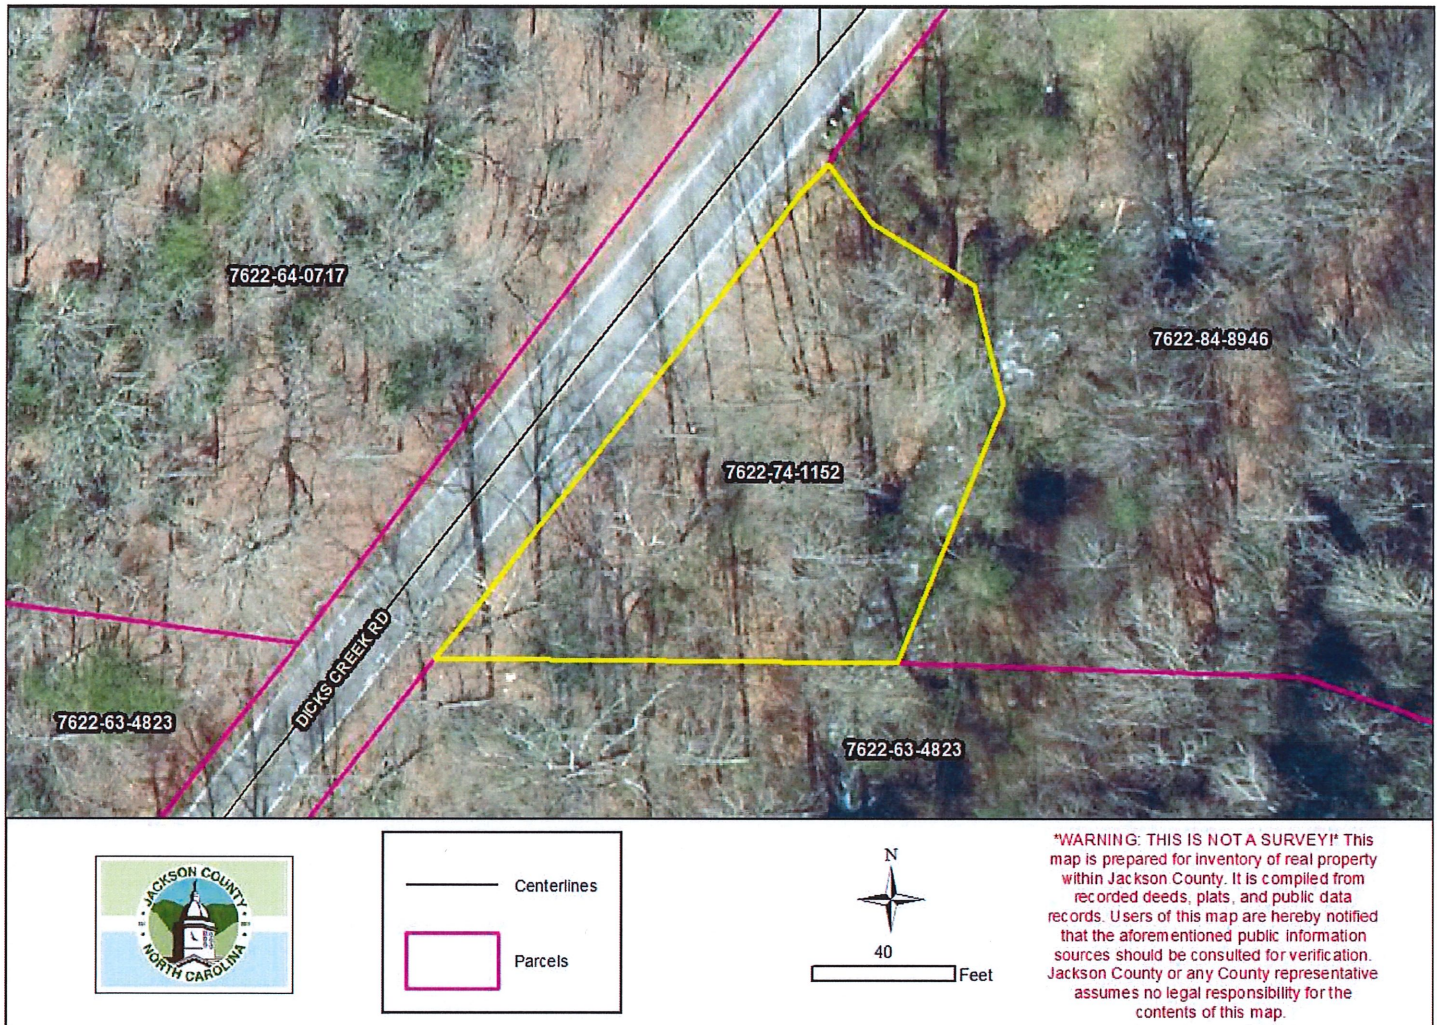 7622-64-0717
7622-84-8946
7622-74-1152
DICKS CREEK RD
7622-63-4823
7622-63-4823
JACKSON COUNTY
NORTH CAROLINA
Centerlines
Parcels
N
40
Feet
*WARNING: THIS IS NOT A SURVEY!* This
map is prepared for inventory of real property
within Jackson County. It is compiled from
recorded deeds, plats, and public data
records. Users of this map are hereby notified
that the aforementioned public information
sources should be consulted for verification.
Jackson County or any County representative
assumes no legal responsibility for the
contents of this map.